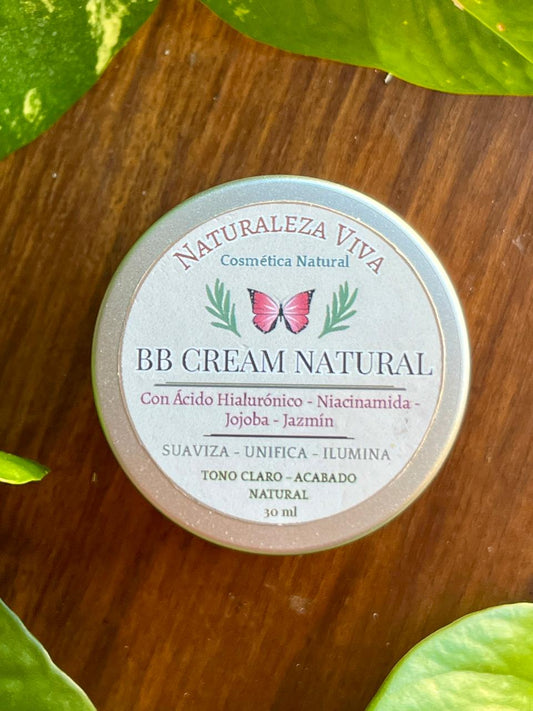 NATURALEZA VIVA
Cosmética Natural
BB CREAM NATURAL
Con Ácido Hialurónico - Niacinamida -
Jojoba - Jazmín
SUAVIZA - UNIFICA - ILUMINA
TONO CLARO - ACABADO
NATURAL
30 ml